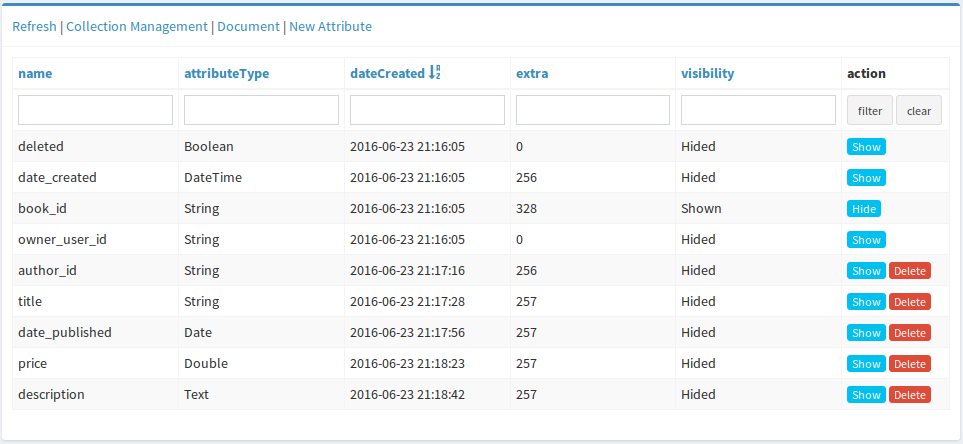 Refresh | Collection Management | Document | New Attribute
name attributeType dateCreated extra visibility action
filter clear
deleted Boolean 2016-06-23 21:16:05 0 Hided Show
date_created DateTime 2016-06-23 21:16:05 256 Hided Show
book_id String 2016-06-23 21:16:05 328 Shown Hide
owner_user_id String 2016-06-23 21:16:05 0 Hided Show
author_id String 2016-06-23 21:17:16 256 Hided Show Delete
title String 2016-06-23 21:17:28 257 Hided Show Delete
date_published Date 2016-06-23 21:17:56 257 Hided Show Delete
price Double 2016-06-23 21:18:23 257 Hided Show Delete
description Text 2016-06-23 21:18:42 257 Hided Show Delete